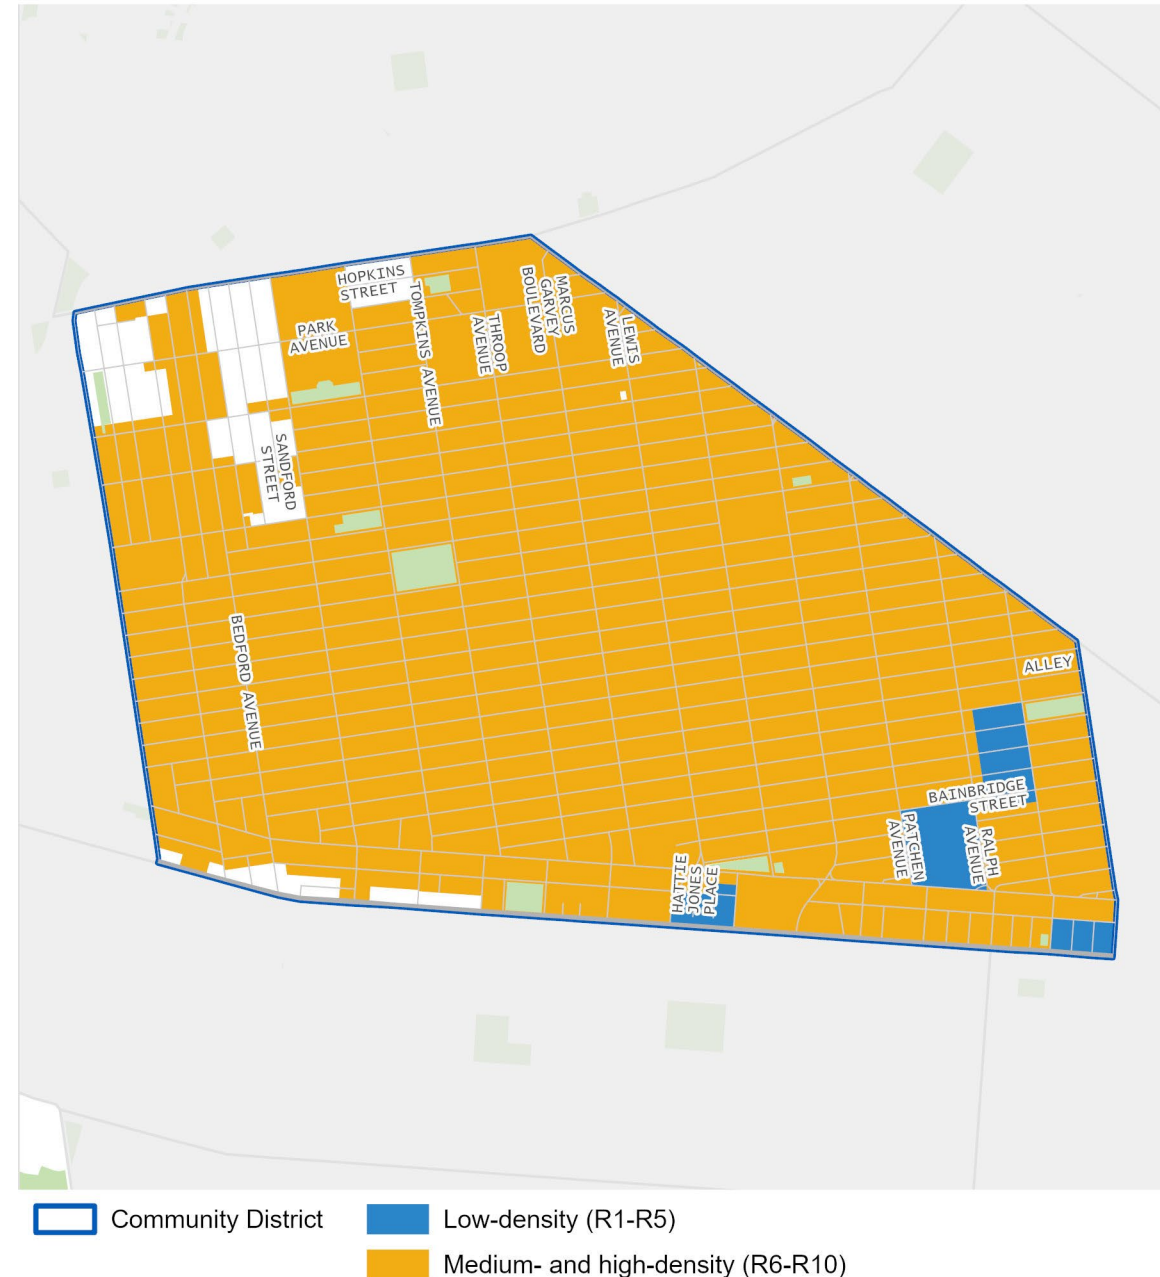 HOPKINS
STREET
PARK
AVENUE
TOMPKINS AVENUE
THROOP
AVENUE
MARCUS
GARVEY
BOULEVARD
LEWIS
AVENUE
SANDFORD
STREET
BEDFORD AVENUE
ALLEY
BAINBRIDGE
STREET
PATCHEN
AVENUE
RALPH
AVENUE
HATTIE
JONES
PLACE
Community District
Low-density (R1-R5)
Medium- and high-density (R6-R10)